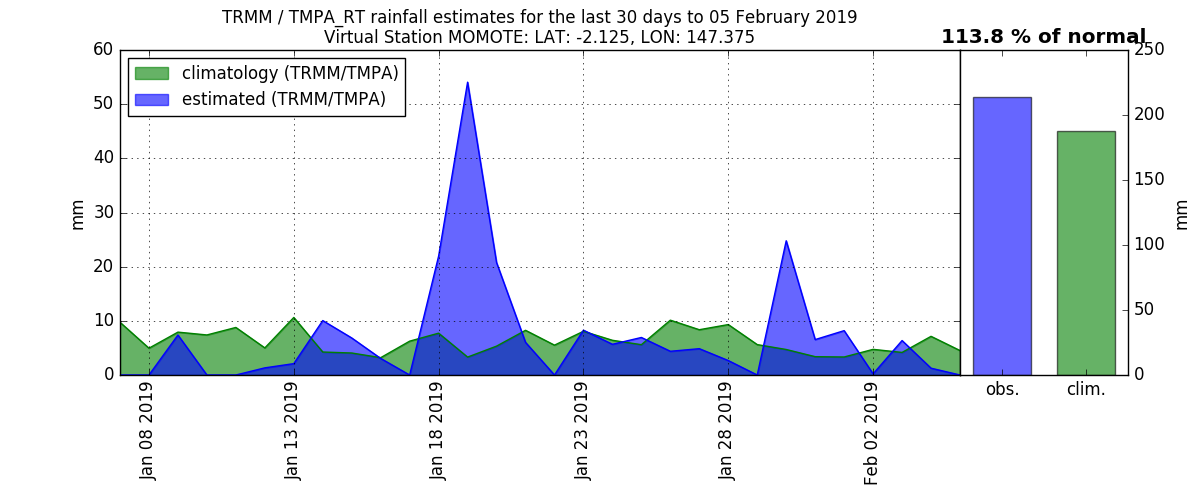 TRMM / TMPA_RT rainfall estimates for the last 30 days to 05 February 2019
Virtual Station MOMOTE: LAT: -2.125, LON: 147.375
113.8 % of normal
climatology (TRMM/TMPA)
estimated (TRMM/TMPA)
60
50
40
30
20
10
0
mm
Jan 08 2019
Jan 13 2019
Jan 18 2019
Jan 23 2019
Jan 28 2019
Feb 02 2019
250
200
150
100
50
0
mm
obs.
clim.